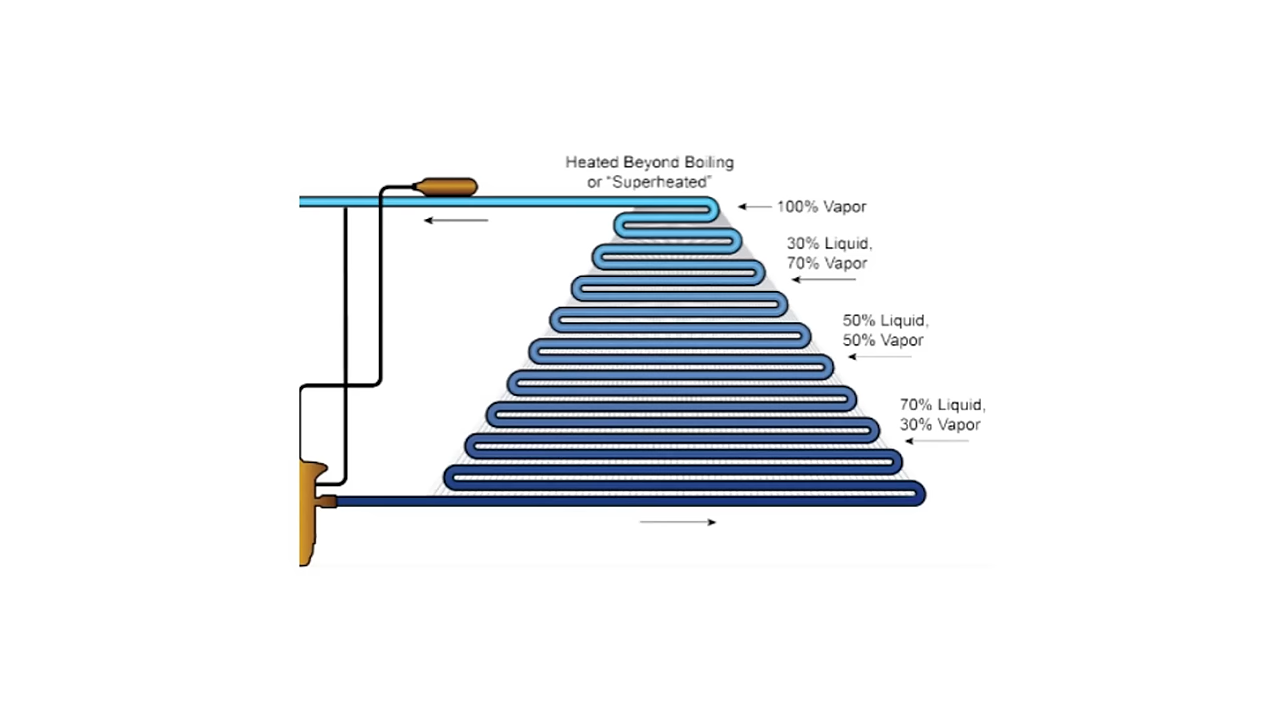 Heated Beyond Boiling
or “Superheated”
100% Vapor
30% Liquid,
70% Vapor
50% Liquid,
50% Vapor
70% Liquid,
30% Vapor